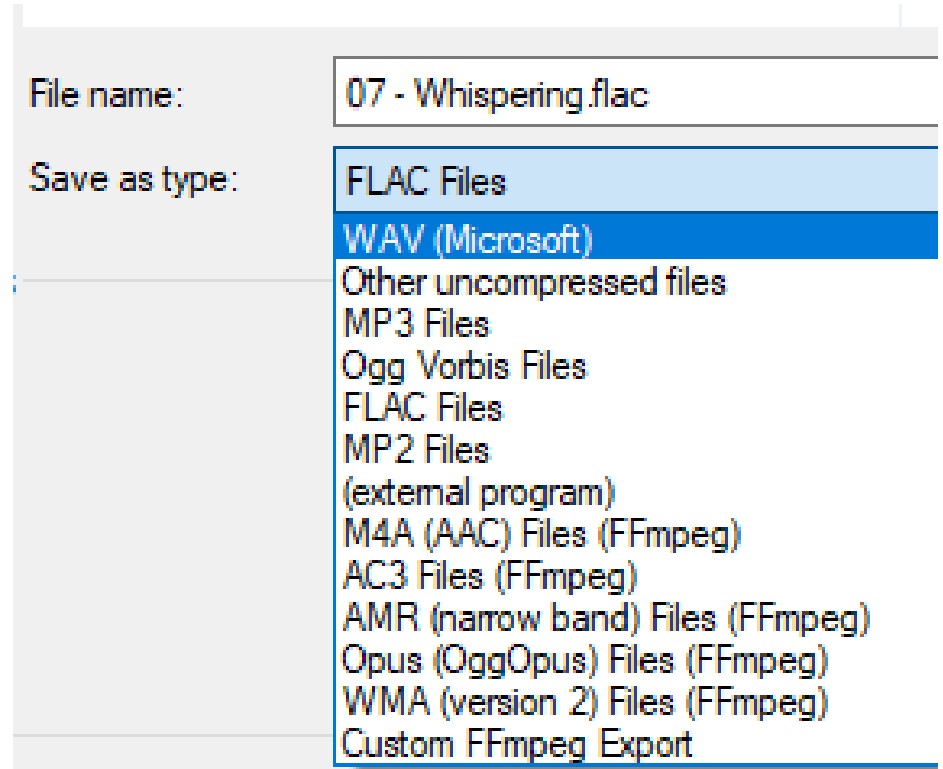 File name:
07 - Whispering.flac
Save as type:
FLAC Files
WAV (Microsoft)
Other uncompressed files
MP3 Files
Ogg Vorbis Files
FLAC Files
MP2 Files
(external program)
M4A (AAC) Files (FFmpeg)
AC3 Files (FFmpeg)
AMR (narrow band) Files (FFmpeg)
Opus (OggOpus) Files (FFmpeg)
WMA (version 2) Files (FFmpeg)
Custom FFmpeg Export